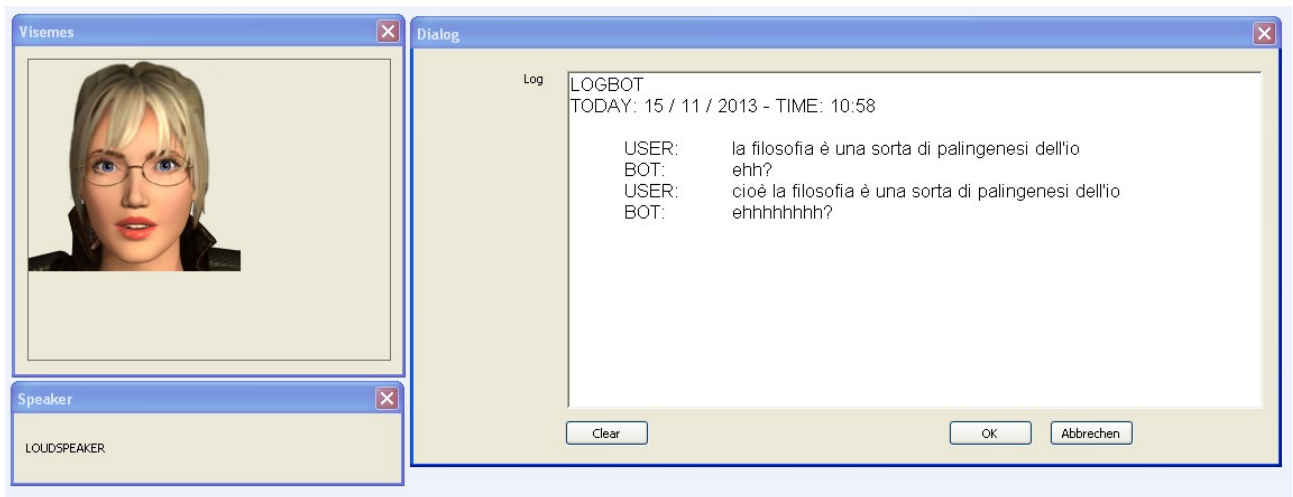 Visemes
Dialog
Log
LOGBOT
TODAY: 15 / 11 / 2013 - TIME: 10:58
USER: la filosofia è una sorta di palingenesi dell'io
BOT: ehh?
USER: cioè la filosofia è una sorta di palingenesi dell'io
BOT: ehhhhhhhh?
Speaker
LOUDSPEAKER
Clear
OK
Abbrechen